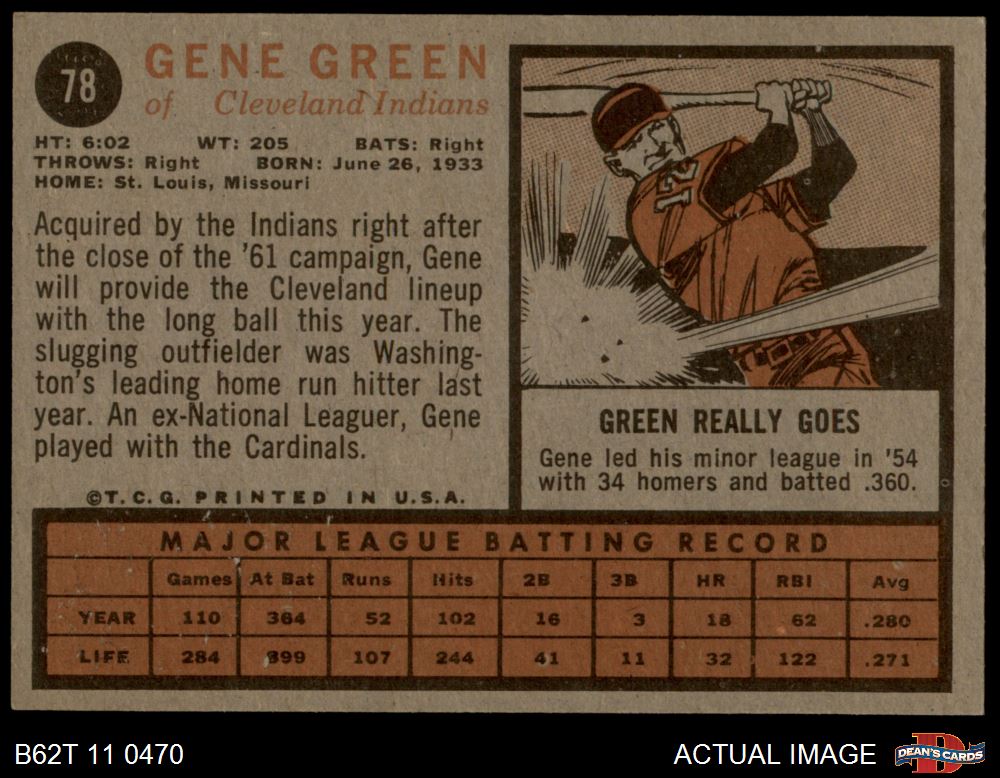 78
GENE GREEN
of Cleveland Indians
HT: 6:02 WT: 205 BATS: Right
THROWS: Right BORN: June 26, 1933
HOME: St. Louis, Missouri
Acquired by the Indians right after
the close of the '61 campaign, Gene
will provide the Cleveland lineup
with the long ball this year. The
slugging outfielder was Washing-
ton's leading home run hitter last
year. An ex-National Leaguer, Gene
played with the Cardinals.
©T.C.G. PRINTED IN U.S.A.
12
GREEN REALLY GOES
Gene led his minor league in '54
with 34 homers and batted .360.
MAJOR LEAGUE BATTING RECORD
Games At Bat Runs Hits 2B 3B HR RBI Avg
YEAR 110 364 52 102 16 3 18 62 .280
LIFE 284 899 107 244 41 11 32 122 .271
B62T 11 0470
ACTUAL IMAGE
DEAN'S CARDS